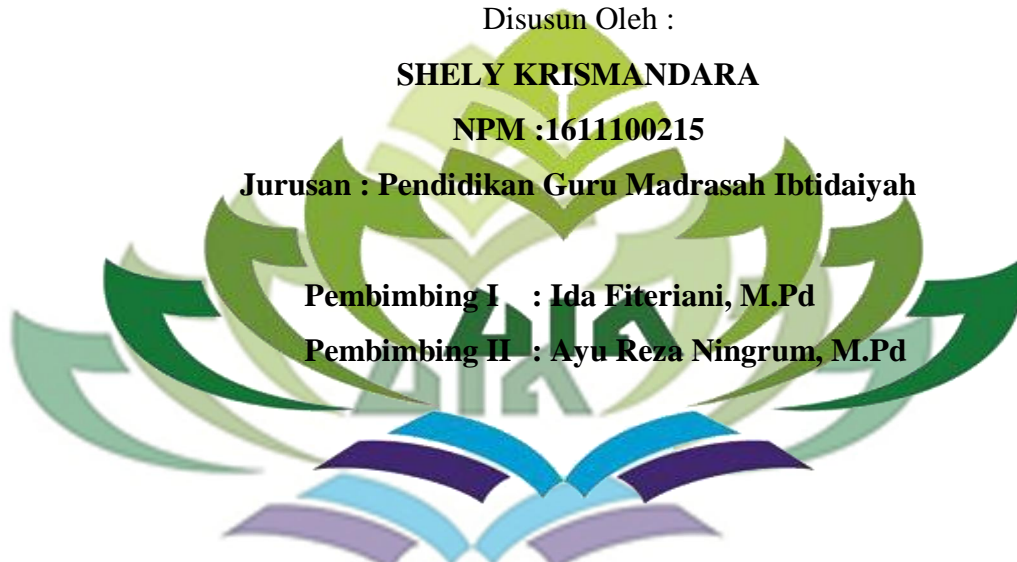 Disusun Oleh :
SHELY KRISMANDARA
NPM :1611100215
Jurusan : Pendidikan Guru Madrasah Ibtidaiyah
Pembimbing I : Ida Fiteriani, M.Pd
Pembimbing II : Ayu Reza Ningrum, M.Pd